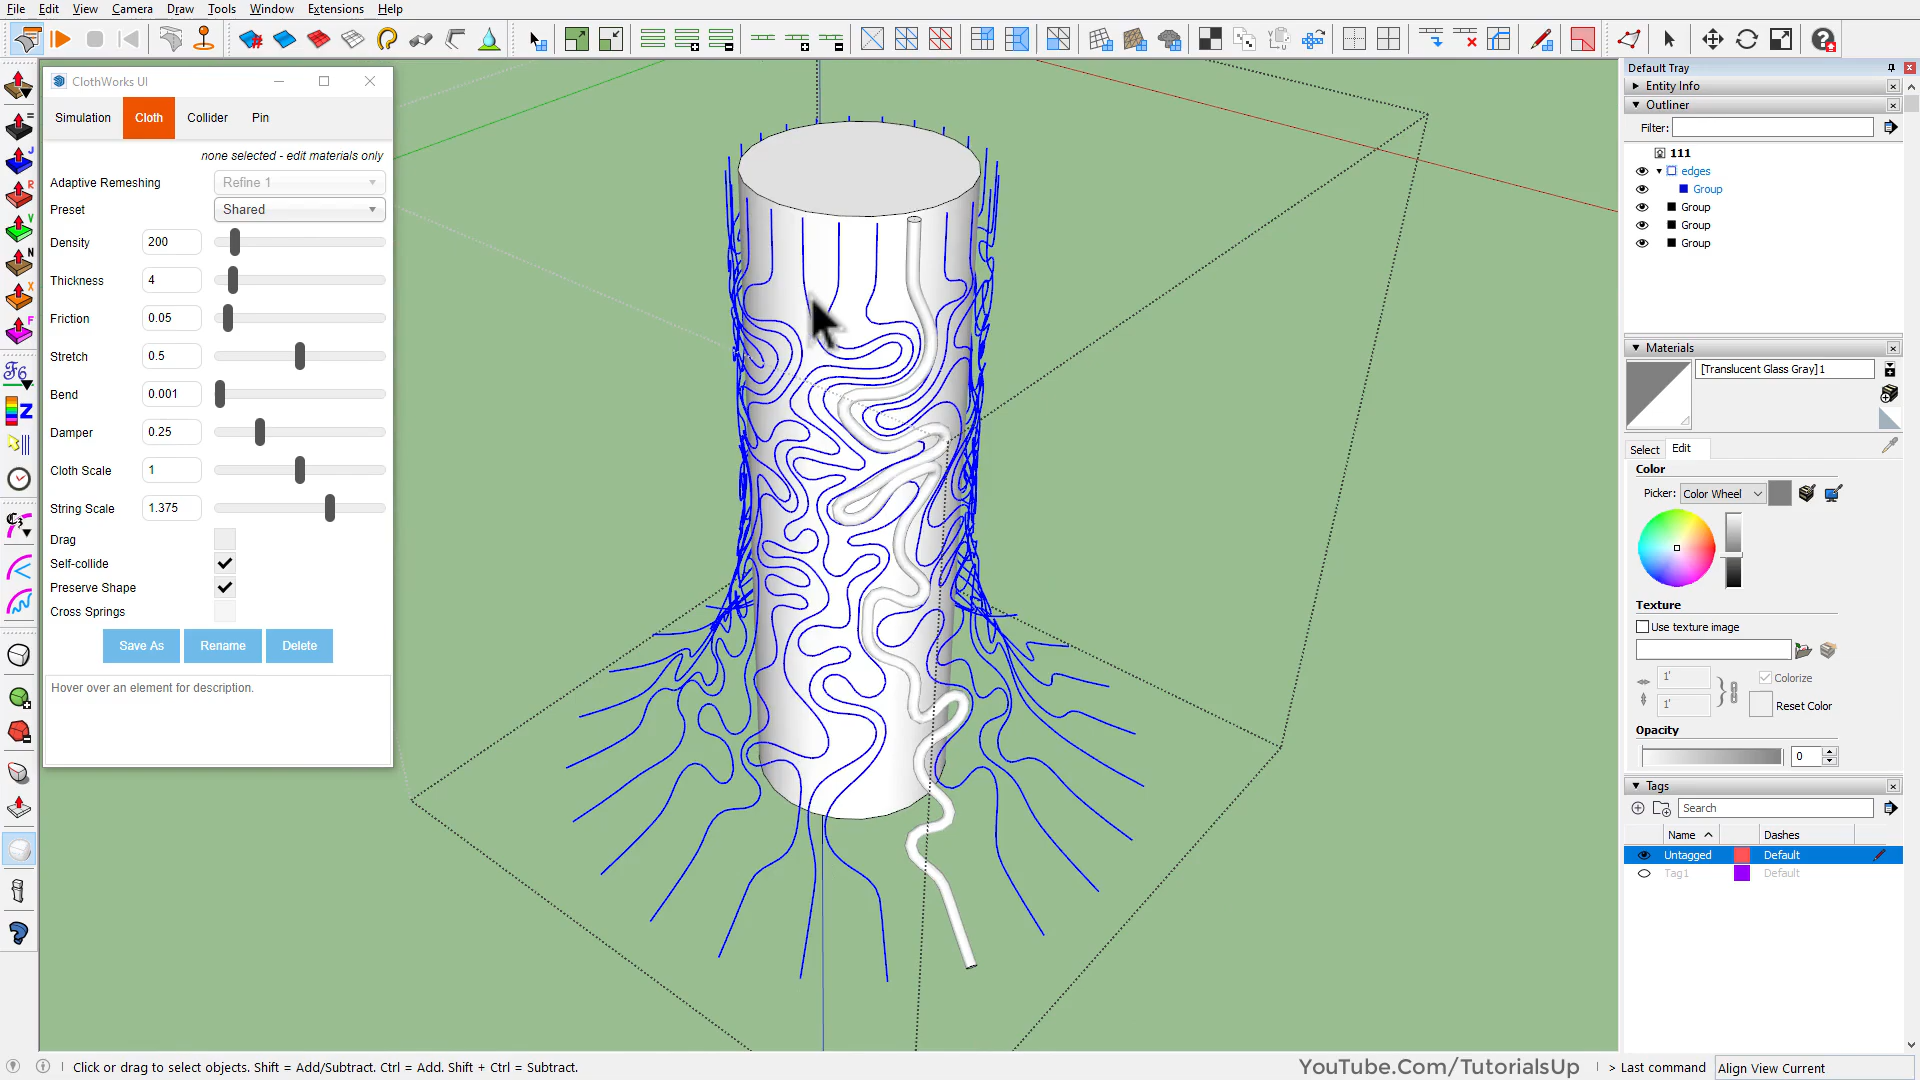 File Edit View Camera Draw Tools Window Extensions Help
ClothWorks UI
Simulation Cloth Collider Pin
none selected - edit materials only
Adaptive Remeshing Refine 1
Preset Shared
Density 200
Thickness 4
Friction 0.05
Stretch 0.5
Bend 0.001
Damper 0.25
Cloth Scale 1
String Scale 1.375
Drag
Self-collide
Preserve Shape
Cross Springs
Save As Rename Delete
Hover over an element for description.
Default Tray
Entity Info
Outliner
Filter:
111
edges
Group
Group
Group
Group
Materials
[Translucent Glass Gray]1
Select Edit
Color
Picker: Color Wheel
Texture
Use texture image
1'
Colorize
1'
Reset Color
Opacity
0
Tags
Search
Name Dashes
Untagged Default
Tag1 Default
Click or drag to select objects. Shift = Add/Subtract. Ctrl = Add. Shift + Ctrl = Subtract.
YouTube.Com/TutorialsUp
> Last command Align View Current